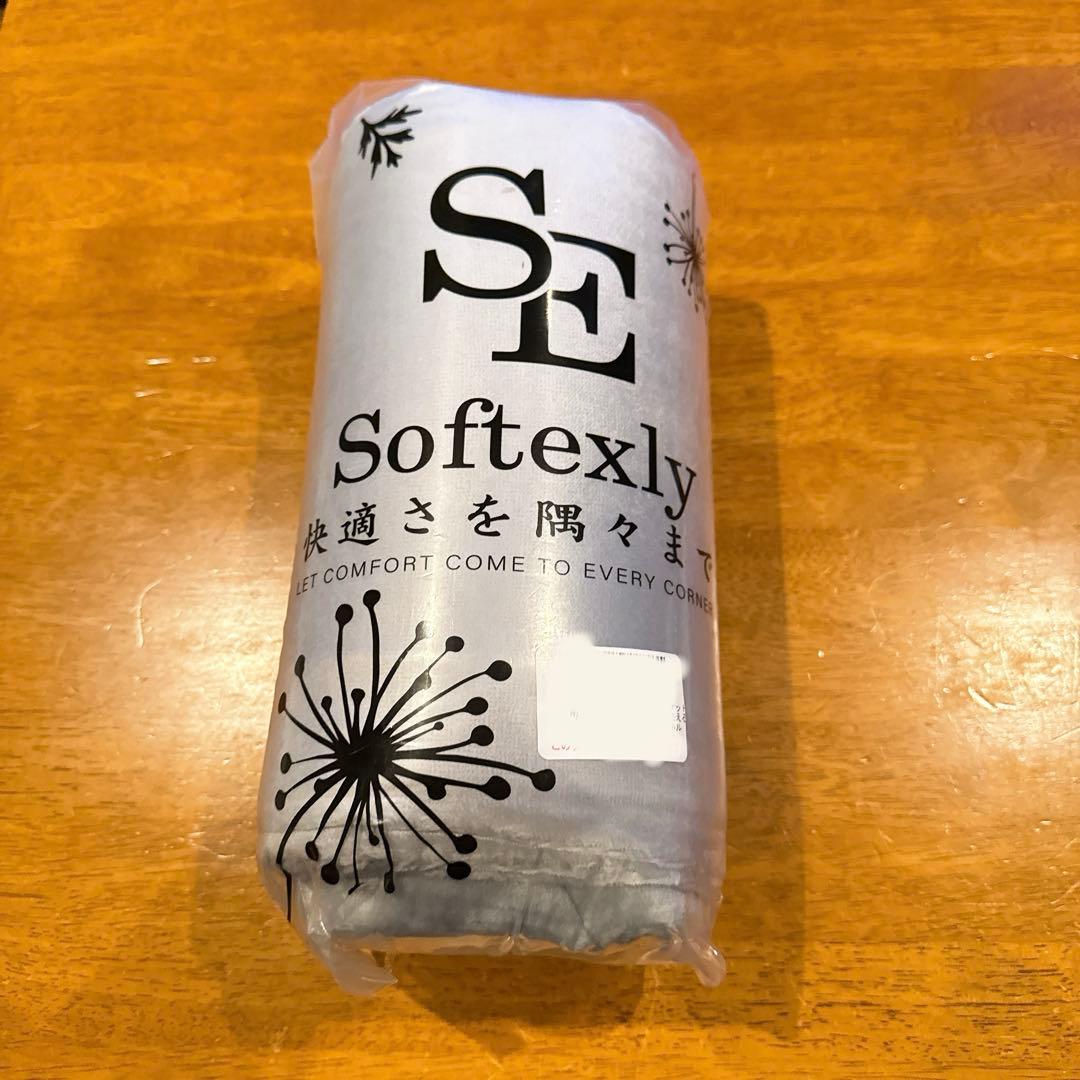 SE
Softexly
快適さを隅々まで
LET COMFORT COME TO EVERY CORNER